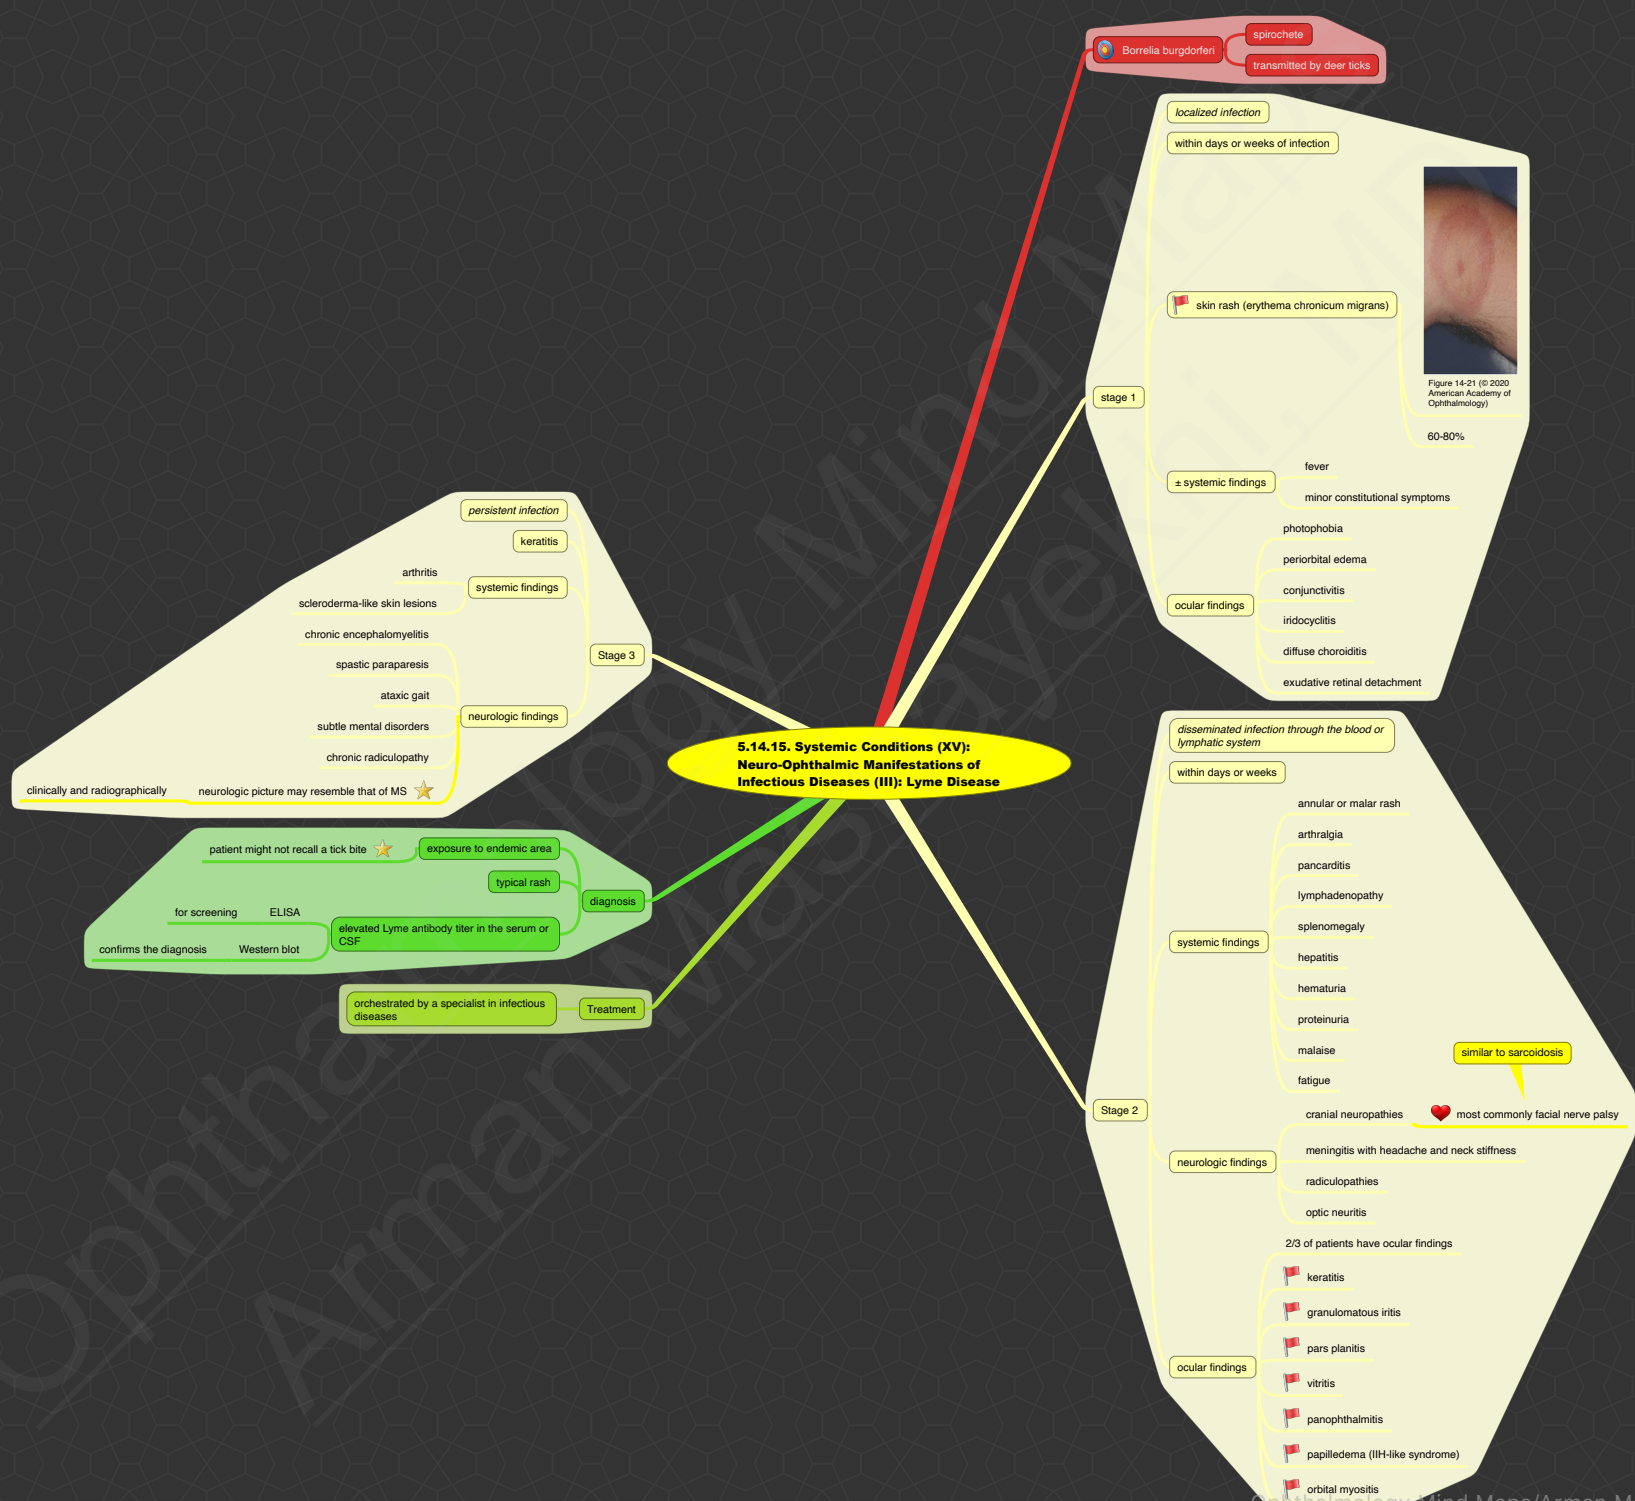 Borrelia burgdorferi
spirochete
transmitted by deer ticks
localized infection
within days or weeks of infection
skin rash (erythema chronicum migrans)
Figure 14-21 (© 2020
American Academy of
Ophthalmology)
60-80%
stage 1
± systemic findings
fever
minor constitutional symptoms
ocular findings
photophobia
periorbital edema
conjunctivitis
iridocyclitis
diffuse choroiditis
exudative retinal detachment
5.14.15. Systemic Conditions (XV):
Neuro-Ophthalmic Manifestations of
Infectious Diseases (III): Lyme Disease
Stage 2
disseminated infection through the blood or
lymphatic system
within days or weeks
systemic findings
annular or malar rash
arthralgia
pancarditis
lymphadenopathy
splenomegaly
hepatitis
hematuria
proteinuria
malaise
fatigue
neurologic findings
cranial neuropathies
most commonly facial nerve palsy
similar to sarcoidosis
meningitis with headache and neck stiffness
radiculopathies
optic neuritis
ocular findings
2/3 of patients have ocular findings
keratitis
granulomatous iritis
pars planitis
vitritis
panophthalmitis
papilledema (IIH-like syndrome)
orbital myositis
Stage 3
persistent infection
keratitis
systemic findings
arthritis
scleroderma-like skin lesions
neurologic findings
chronic encephalomyelitis
spastic paraparesis
ataxic gait
subtle mental disorders
chronic radiculopathy
neurologic picture may resemble that of MS
clinically and radiographically
diagnosis
exposure to endemic area
patient might not recall a tick bite
typical rash
elevated Lyme antibody titer in the serum or
CSF
ELISA
for screening
Western blot
confirms the diagnosis
Treatment
orchestrated by a specialist in infectious
diseases
Ophthalmology Mind Maps
Arman Mashayekhi, MD